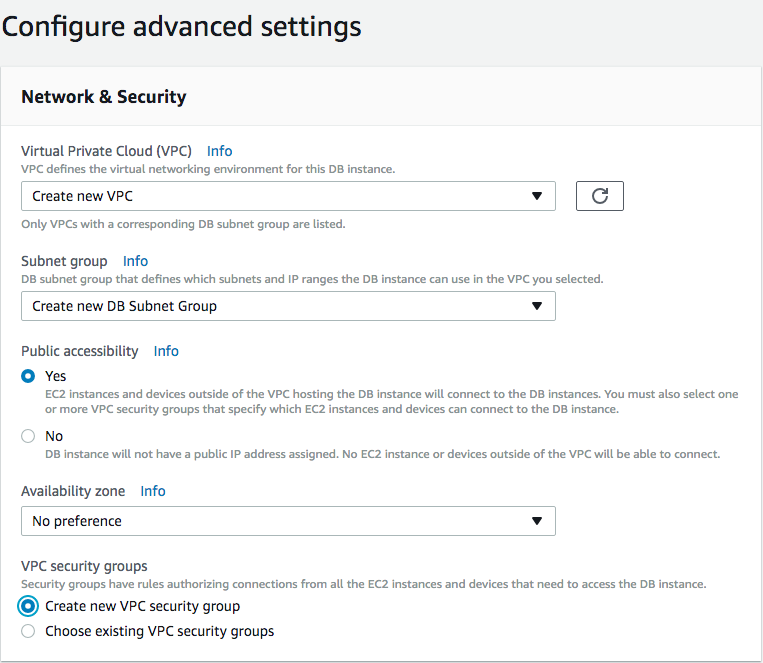 Configure advanced settings
Network & Security
Virtual Private Cloud (VPC) Info
VPC defines the virtual networking environment for this DB instance.
Create new VPC
Only VPCs with a corresponding DB subnet group are listed.
Subnet group Info
DB subnet group that defines which subnets and IP ranges the DB instance can use in the VPC you selected.
Create new DB Subnet Group
Public accessibility Info
Yes
EC2 instances and devices outside of the VPC hosting the DB instance will connect to the DB instances. You must also select one
or more VPC security groups that specify which EC2 instances and devices can connect to the DB instance.
No
DB instance will not have a public IP address assigned. No EC2 instance or devices outside of the VPC will be able to connect.
Availability zone Info
No preference
VPC security groups
Security groups have rules authorizing connections from all the EC2 instances and devices that need to access the DB instance.
Create new VPC security group
Choose existing VPC security groups